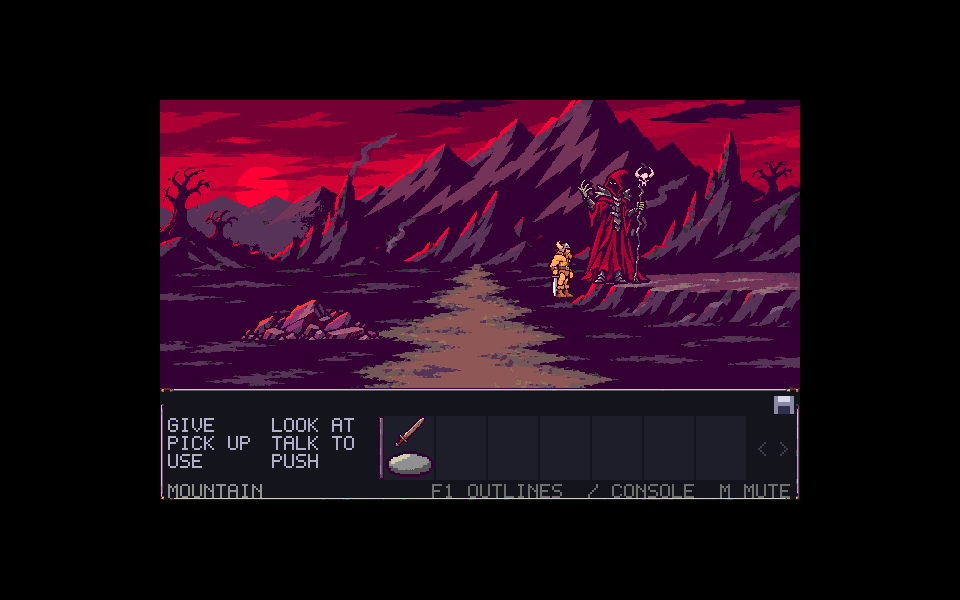 GIVE LOOK AT
PICK UP TALK TO
USE PUSH
MOUNTAIN F1 OUTLINES / CONSOLE M MUTE